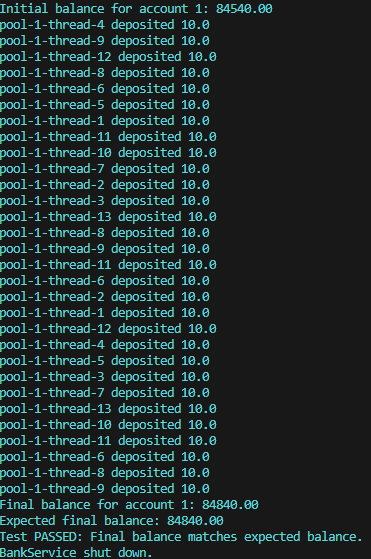 Initial balance for account 1: 84540.00
pool-1-thread-4 deposited 10.0
pool-1-thread-9 deposited 10.0
pool-1-thread-12 deposited 10.0
pool-1-thread-8 deposited 10.0
pool-1-thread-6 deposited 10.0
pool-1-thread-5 deposited 10.0
pool-1-thread-1 deposited 10.0
pool-1-thread-11 deposited 10.0
pool-1-thread-10 deposited 10.0
pool-1-thread-7 deposited 10.0
pool-1-thread-2 deposited 10.0
pool-1-thread-3 deposited 10.0
pool-1-thread-13 deposited 10.0
pool-1-thread-8 deposited 10.0
pool-1-thread-9 deposited 10.0
pool-1-thread-11 deposited 10.0
pool-1-thread-6 deposited 10.0
pool-1-thread-2 deposited 10.0
pool-1-thread-1 deposited 10.0
pool-1-thread-12 deposited 10.0
pool-1-thread-4 deposited 10.0
pool-1-thread-5 deposited 10.0
pool-1-thread-3 deposited 10.0
pool-1-thread-7 deposited 10.0
pool-1-thread-13 deposited 10.0
pool-1-thread-10 deposited 10.0
pool-1-thread-11 deposited 10.0
pool-1-thread-6 deposited 10.0
pool-1-thread-8 deposited 10.0
pool-1-thread-9 deposited 10.0
Final balance for account 1: 84840.00
Expected final balance: 84840.00
Test PASSED: Final balance matches expected balance.
BankService shut down.